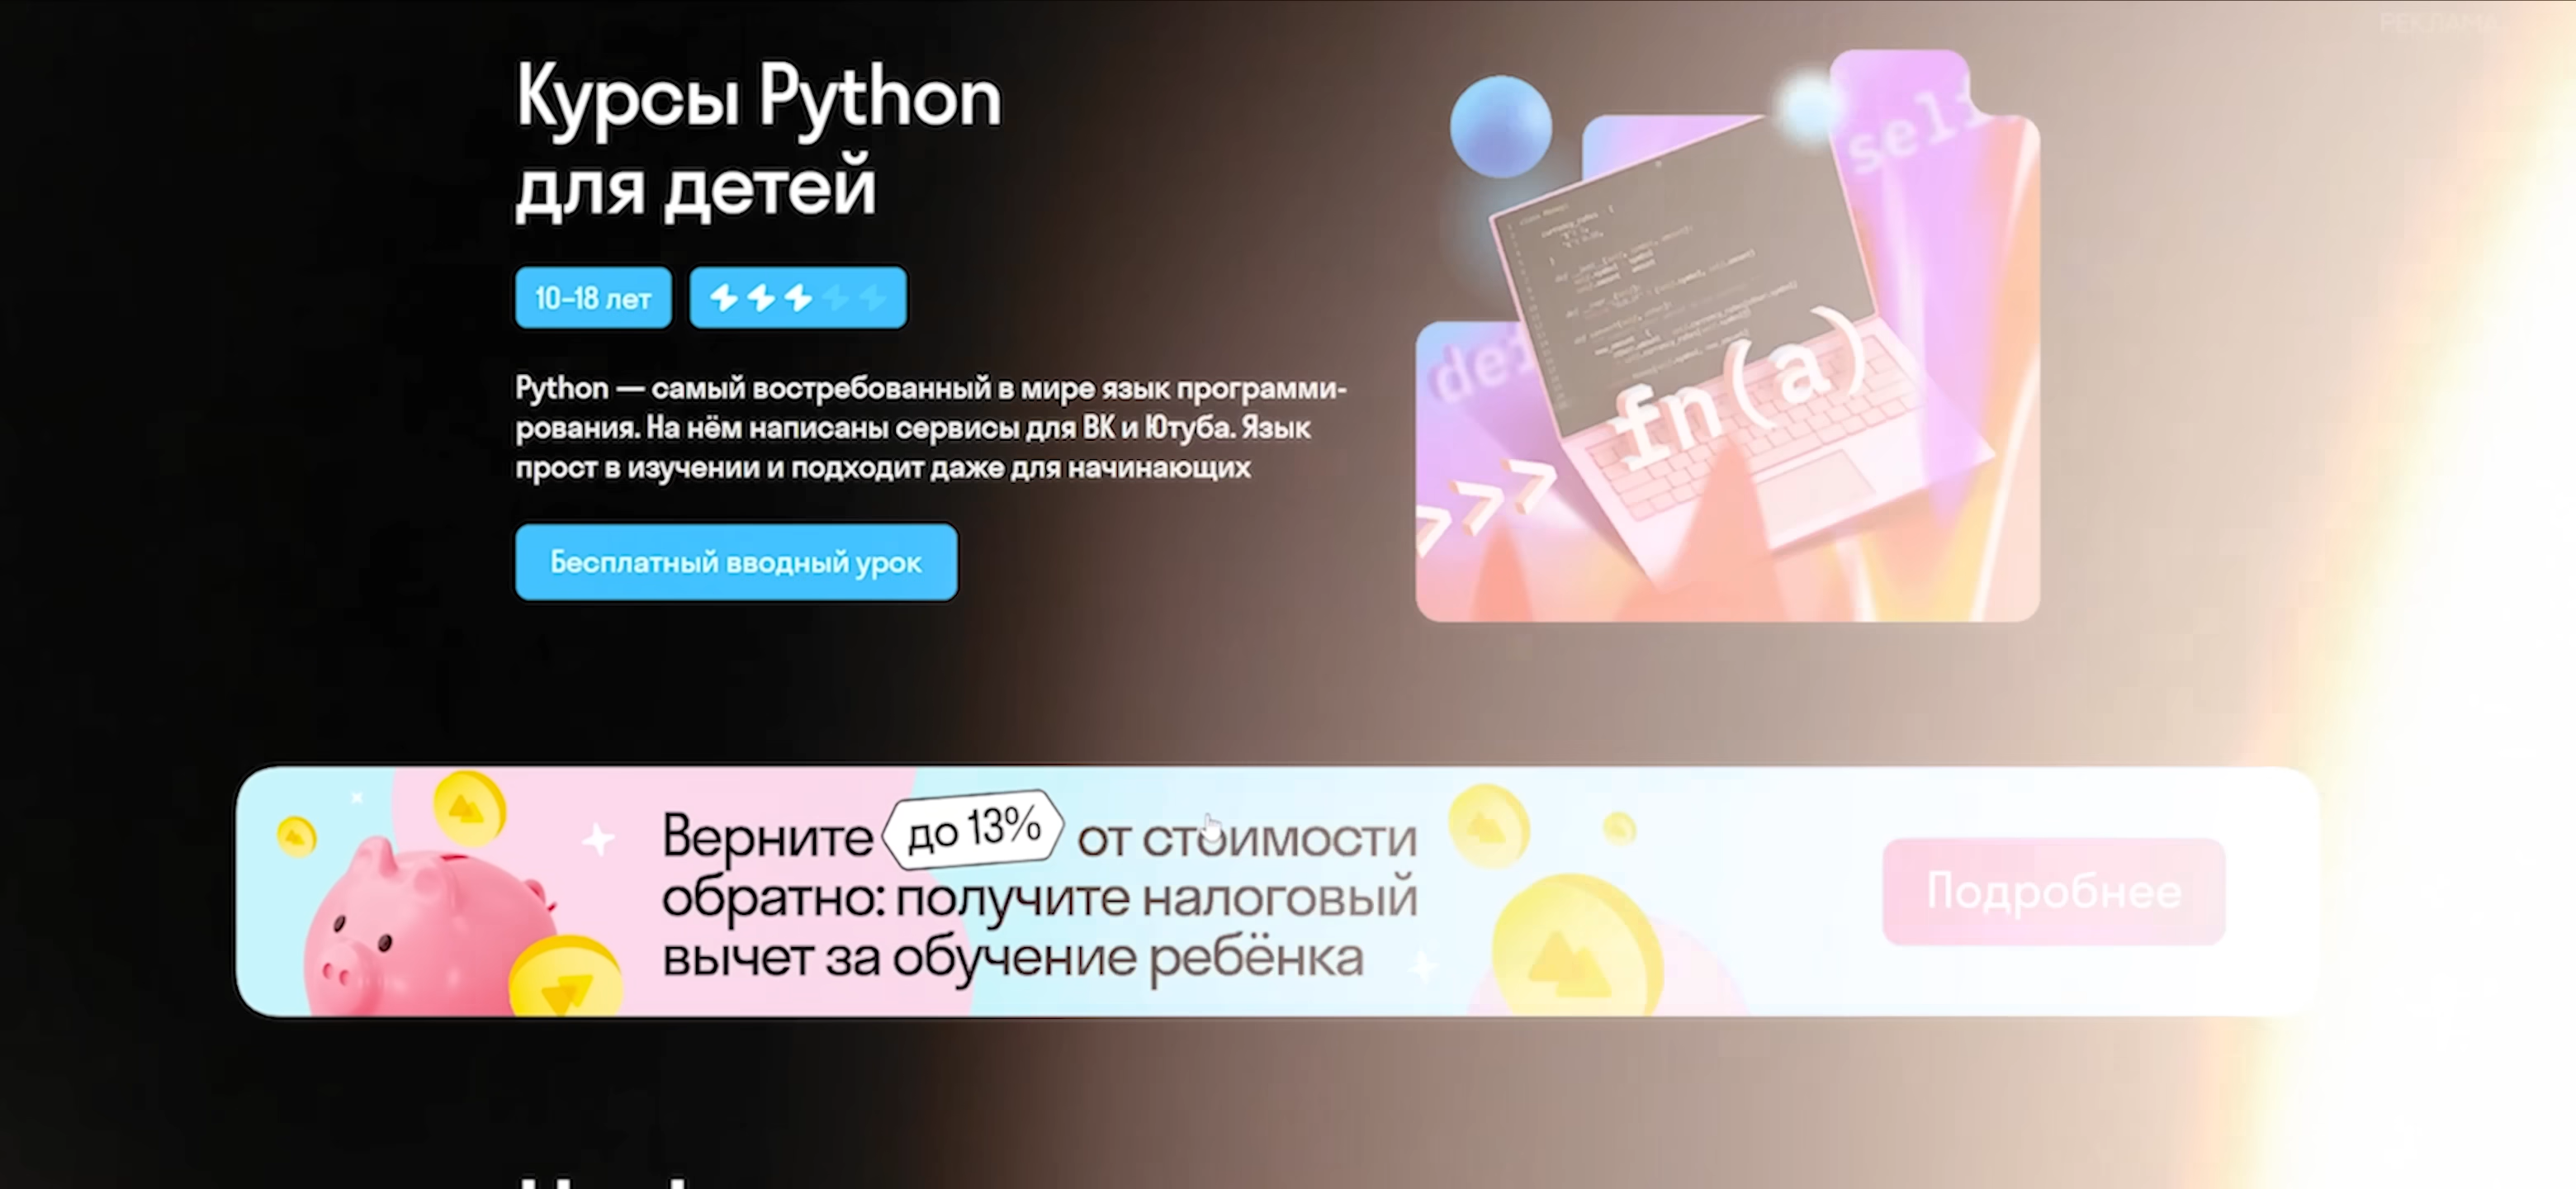 РЕКЛАМА
Курсы Python
для детей
10–18 лет
Python — самый востребованный в мире язык программи-
рования. На нём написаны сервисы для ВК и Ютуба. Язык
прост в изучении и подходит даже для начинающих
Бесплатный вводный урок
fn(a)
>>>
Верните до 13% от стоимости
обратно: получите налоговый
вычет за обучение ребёнка
Подробнее